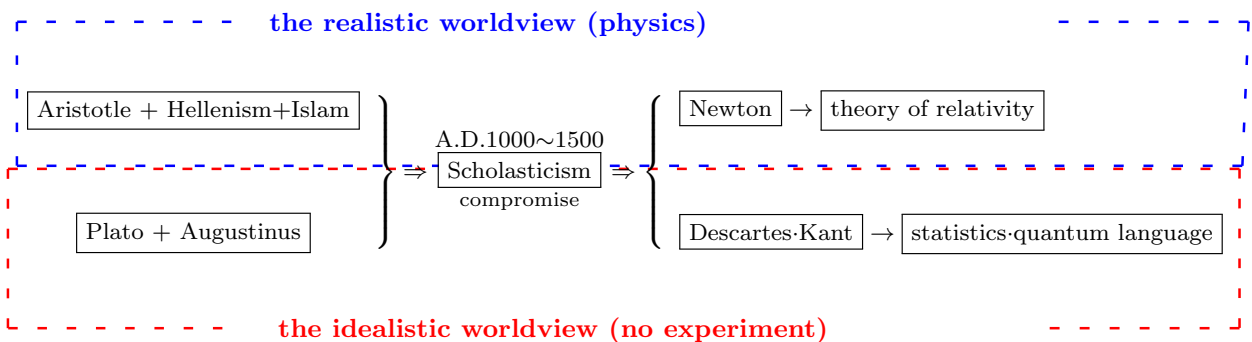 the realistic worldview (physics)
Aristotle + Hellenism+Islam
Newton → theory of relativity
A.D.1000∼1500
⇒ Scholasticism ⇒
compromise
Plato + Augustinus
Descartes·Kant → statistics·quantum language
the idealistic worldview (no experiment)